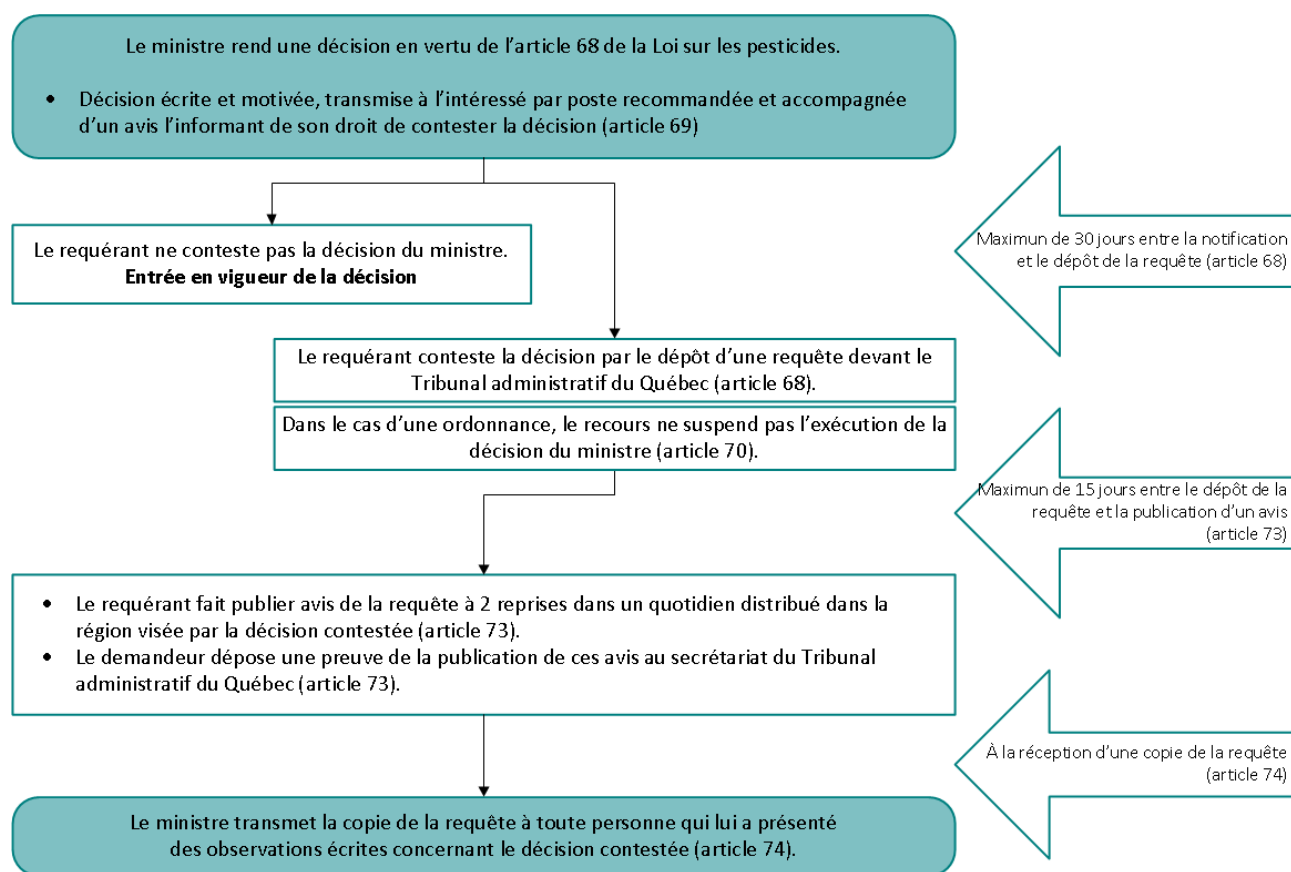 Le ministre rend une décision en vertu de l'article 68 de la Loi sur les pesticides.
• Décision écrite et motivée, transmise à l'intéressé par poste recommandée et accompagnée
d'un avis l'informant de son droit de contester la décision (article 69)
Le requérant ne conteste pas la décision du ministre.
Entrée en vigueur de la décision
Maximun de 30 jours entre la notification
et le dépôt de la requête (article 68)
Le requérant conteste la décision par le dépôt d'une requête devant le
Tribunal administratif du Québec (article 68).
Dans le cas d'une ordonnance, le recours ne suspend pas l'exécution de la
décision du ministre (article 70).
Maximun de 15 jours entre le dépôt de la
requête et la publication d'un avis
(article 73)
• Le requérant fait publier avis de la requête à 2 reprises dans un quotidien distribué dans la
région visée par la décision contestée (article 73).
• Le demandeur dépose une preuve de la publication de ces avis au secrétariat du Tribunal
administratif du Québec (article 73).
À la réception d'une copie de la requête
(article 74)
Le ministre transmet la copie de la requête à toute personne qui lui a présenté
des observations écrites concernant le décision contestée (article 74).